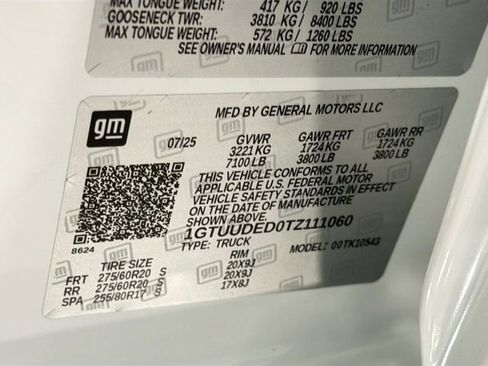 MAX TONGUE WEIGHT: 417 KG / 920 LBS
GOOSENECK TWR: 3810 KG / 8400 LBS
MAX TONGUE WEIGHT: 572 KG / 1260 LBS
SEE OWNER'S MANUAL FOR MORE INFORMATION
gm
MFD BY GENERAL MOTORS LLC
07/25 GVWR GAWR FRT GAWR RR
3221 KG 1724 KG 1724 KG
7100 LB 3800 LB 3800 LB
THIS VEHICLE CONFORMS TO ALL
APPLICABLE U.S. FEDERAL MOTOR
VEHICLE SAFETY STANDARDS IN EFFECT
ON THE DATE OF MANUFACTURE
SHOWN ABOVE.
1GTUUDED0TZ111060
8624
TYPE: TRUCK MODEL: 00TK10543
TIRE SIZE RIM
FRT 275/60R20 S 20X9J
RR 275/60R20 S 20X9J
SPA 255/80R17 S 17X8J